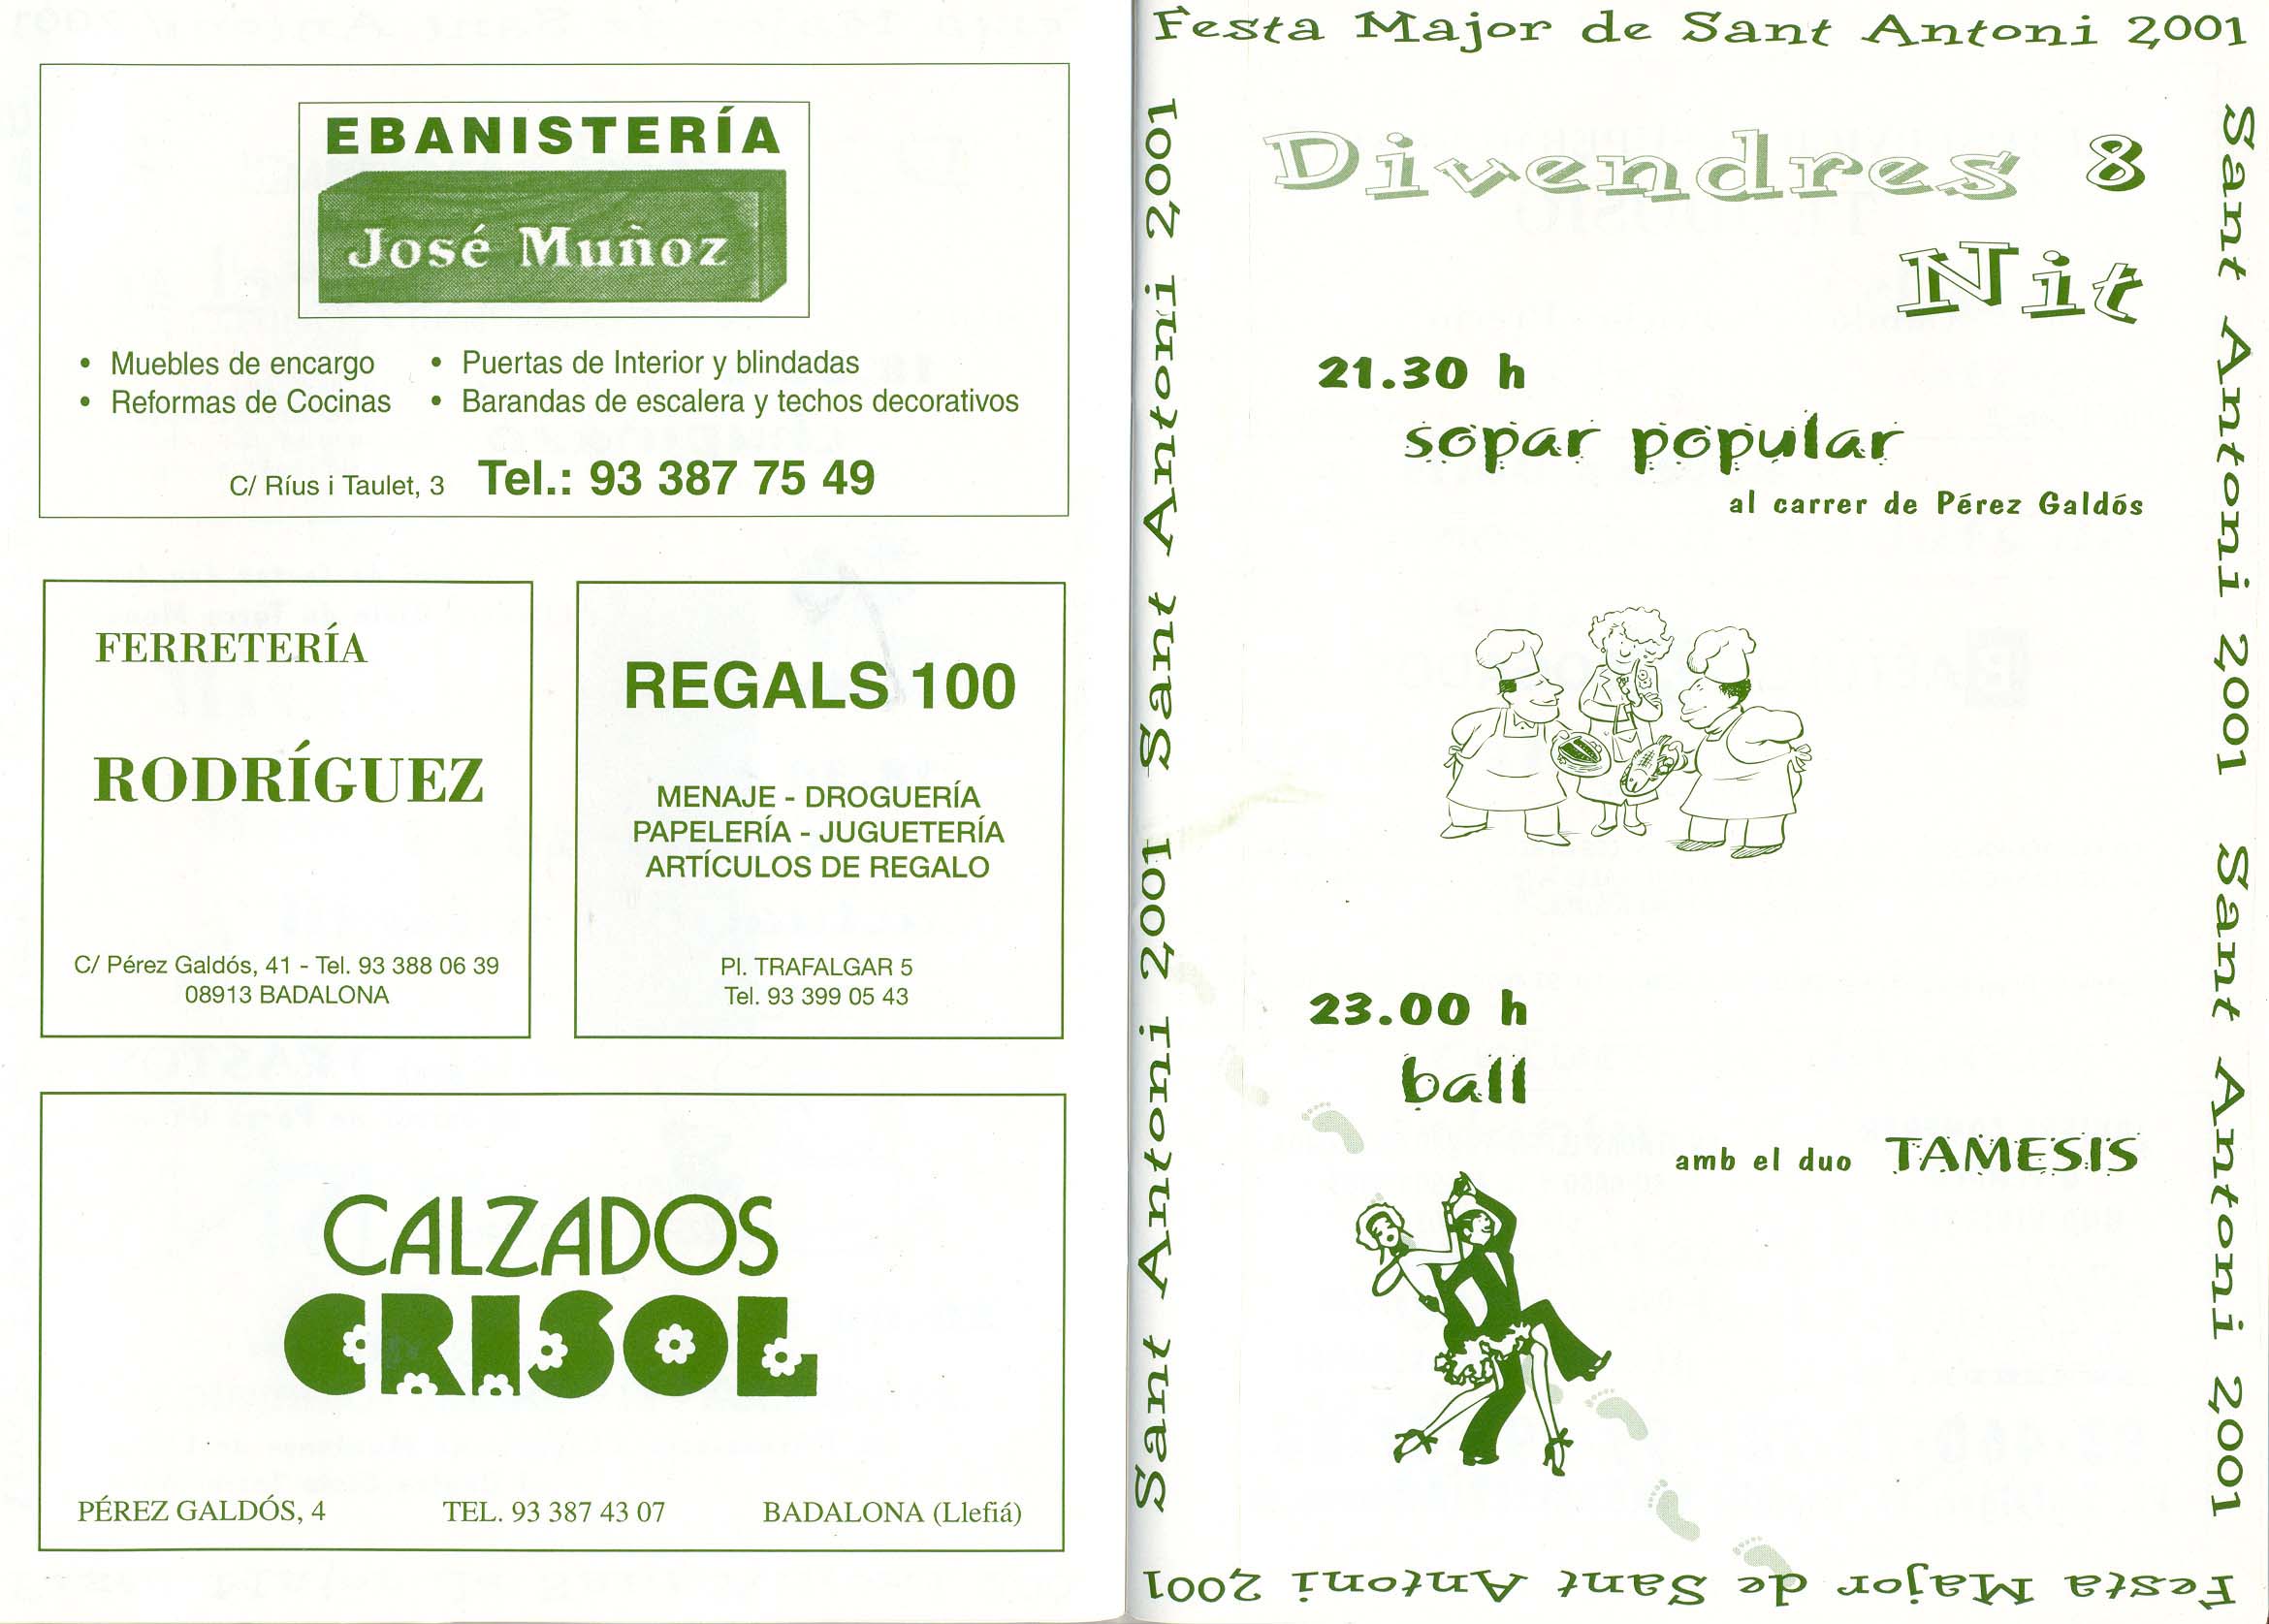 EBANISTERÍA
José Muñoz
• Muebles de encargo
• Reformas de Cocinas
• Puertas de Interior y blindadas
• Barandas de escalera y techos decorativos
C/ Ríus i Taulet, 3 Tel.: 93 387 75 49
FERRETERÍA
RODRÍGUEZ
C/ Pérez Galdós, 41 - Tel. 93 388 06 39
08913 BADALONA
REGALS 100
MENAJE - DROGUERÍA
PAPELERÍA - JUGUETERÍA
ARTÍCULOS DE REGALO
Pl. TRAFALGAR 5
Tel. 93 399 05 43
CALZADOS
CRISOL
PÉREZ GALDÓS, 4 TEL. 93 387 43 07 BADALONA (Llefiá)
Festa Major de Sant Antoni 2001
Sant Antoni 2001 Sant Antoni 2001
Divendres 8
Nit
21.30 h
sopar popular
al carrer de Pérez Galdós
23.00 h
ball
amb el duo TAMESIS
Sant Antoni 2001 Sant Antoni 2001
Festa Major de Sant Antoni 2001